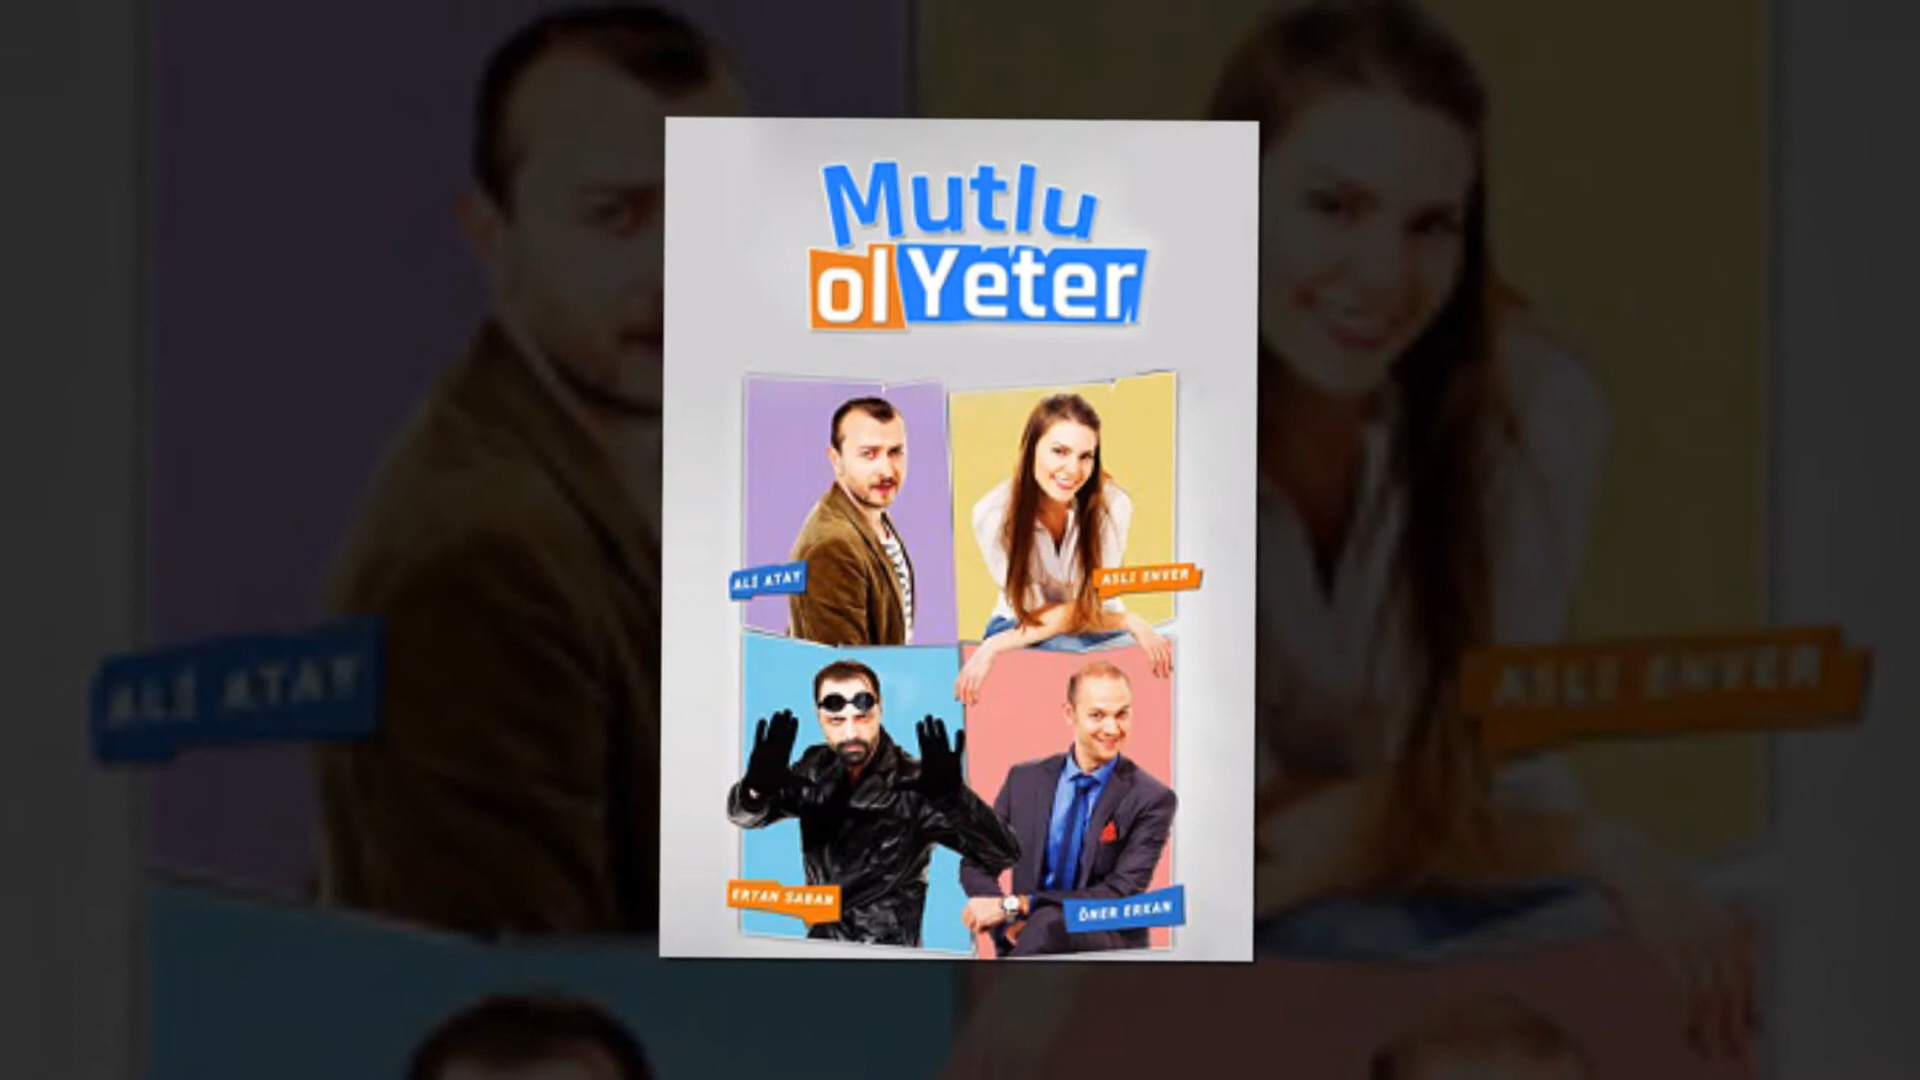 Mutlu
ol Yeter
ALİ ATAY
ASLI ENVER
ERTAN SABAN
ÖNER ERKAN
ALİ ATAY
ASLI ENVER